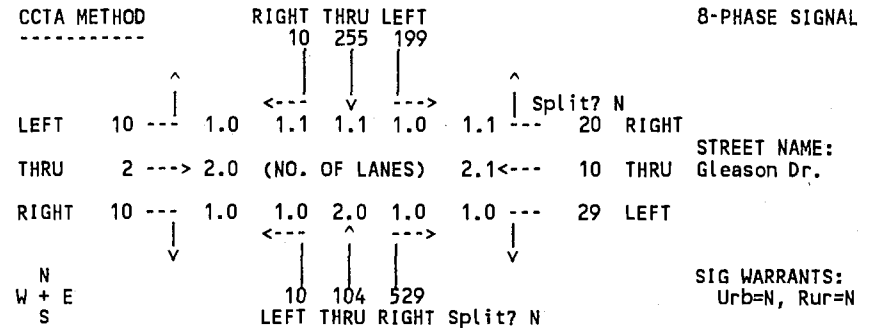 CCTA METHOD RIGHT THRU LEFT 8-PHASE SIGNAL
----------- 10 255 199
^ ^
<--- v ---> Split? N
LEFT 10 --- 1.0 1.1 1.1 1.0 1.1 --- 20 RIGHT
STREET NAME:
THRU 2 ---> 2.0 (NO. OF LANES) 2.1<--- 10 THRU Gleason Dr.
RIGHT 10 --- 1.0 1.0 2.0 1.0 1.0 --- 29 LEFT
<--- ^ --->
v v
N SIG WARRANTS:
W + E 10 104 529 Urb=N, Rur=N
S LEFT THRU RIGHT Split? N